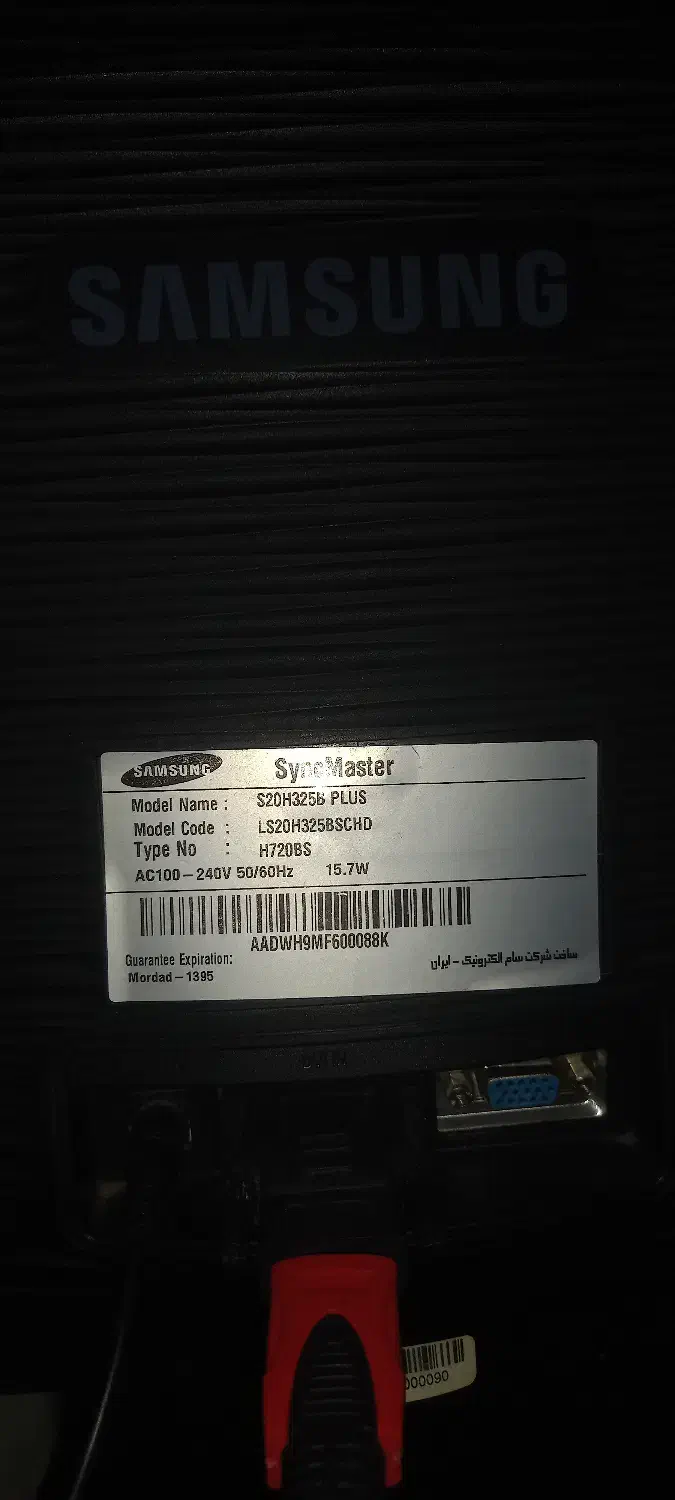 SAMSUNG
SAMSUNG SyncMaster
Model Name : S20H325B PLUS
Model Code : LS20H325BSCHD
Type No : H720BS
AC100-240V 50/60Hz 15.7W
AADWH9MF600088K
Guarantee Expiration:
Mordad-1395
ساخت شرکت سام الکترونیک - ایران
000090